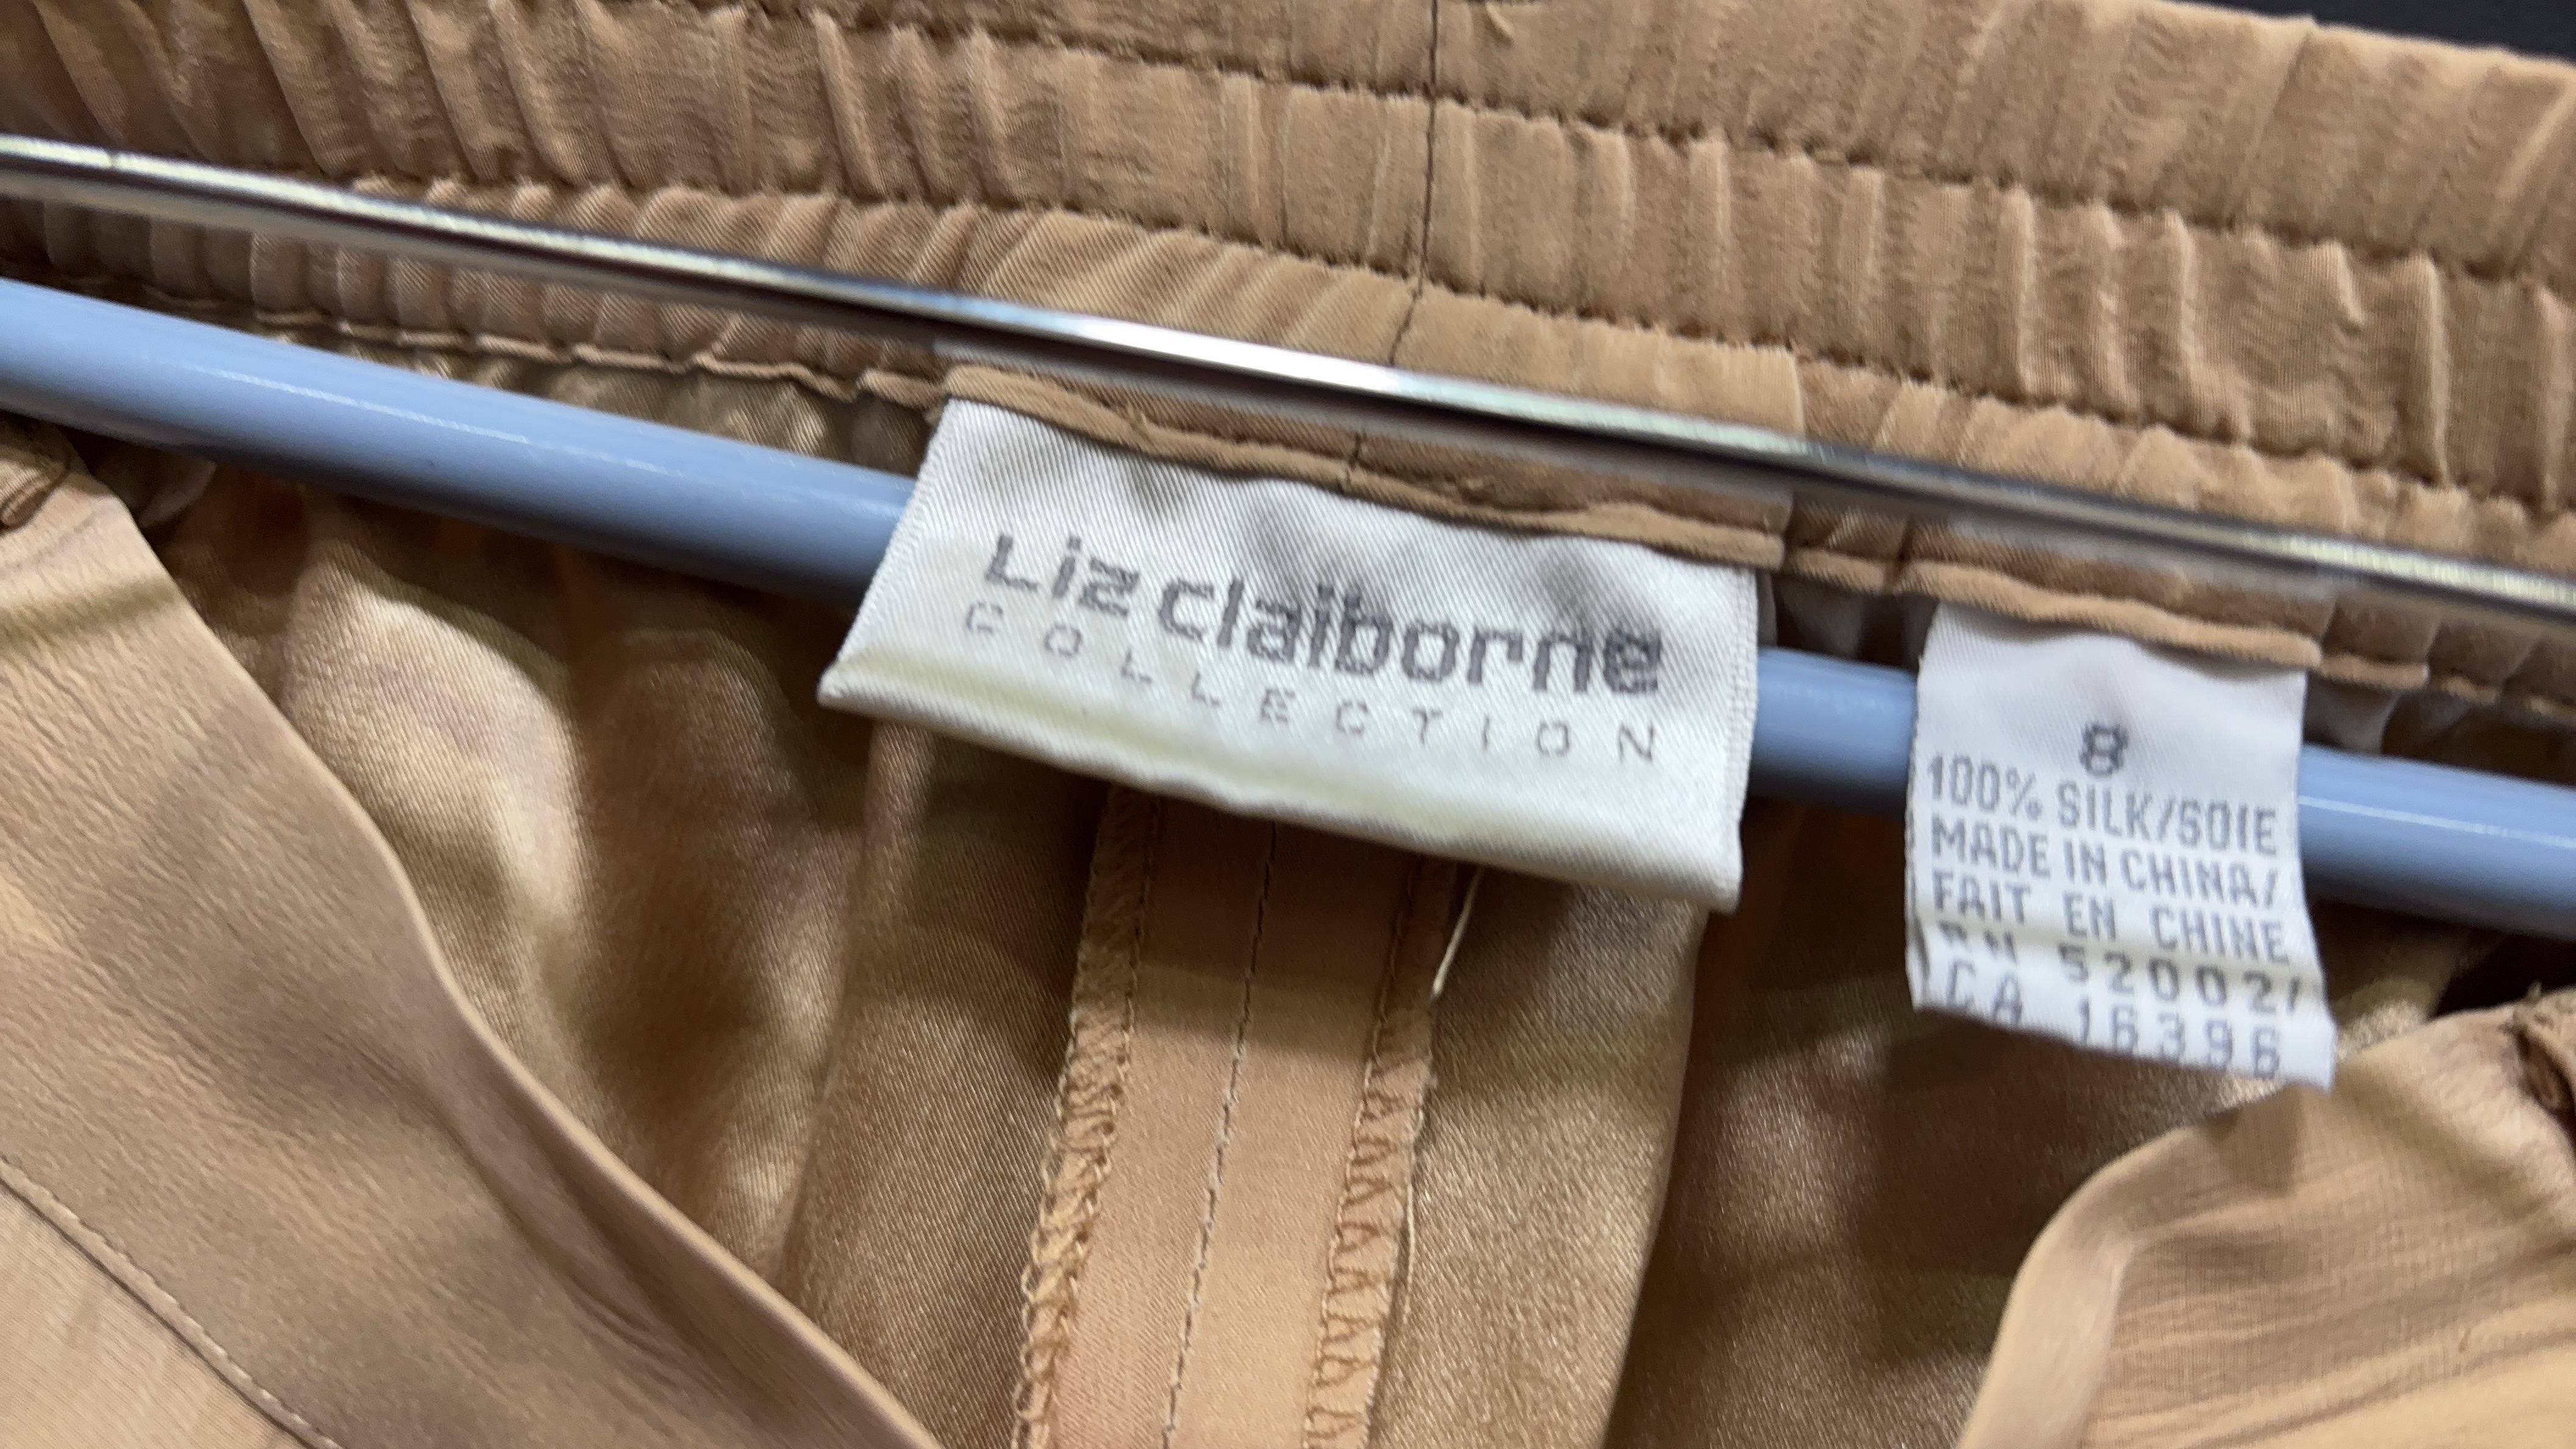 Liz claiborne
COLLECTION
8
100% SILK/SOIE
MADE IN CHINA/
FAIT EN CHINE
RN 52002/
CA 16396